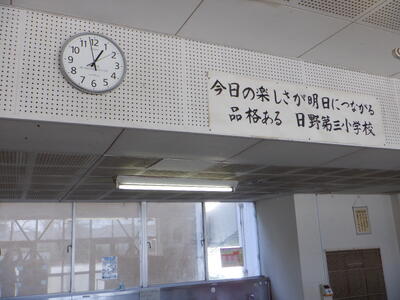 今日の楽しさが明日につながる
品格ある 日野第三小学校